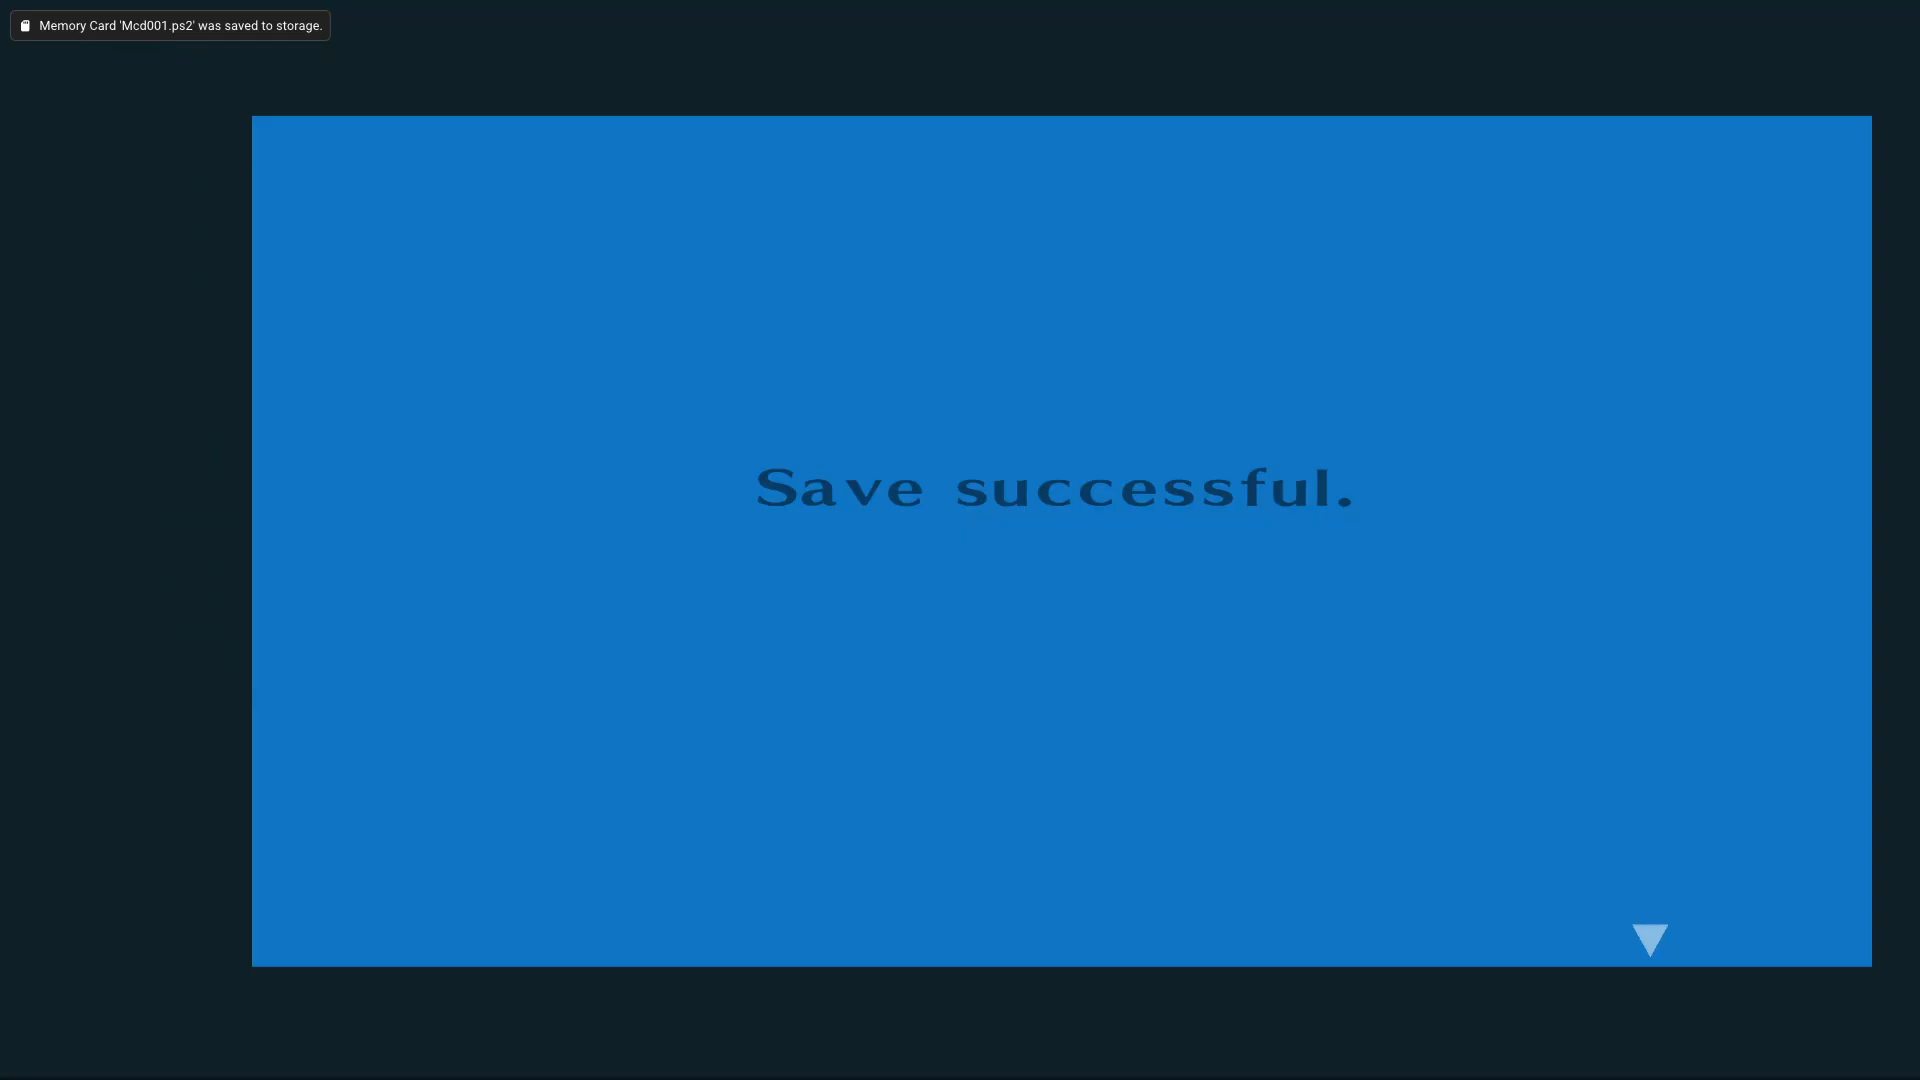 Memory Card 'Mcd001.ps2' was saved to storage.
Save successful.